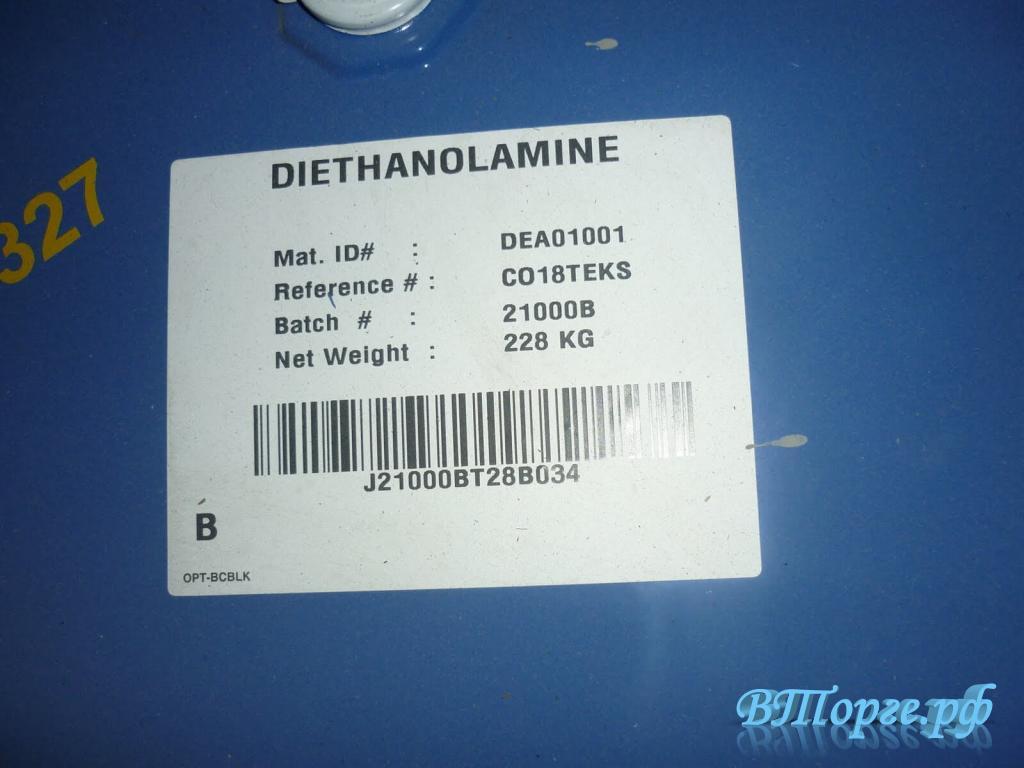 327
DIETHANOLAMINE
Mat. ID# : DEA01001
Reference # : CO18TEKS
Batch # : 21000B
Net Weight : 228 KG
J21000BT28B034
B
OPT-BCBLK
ВТорге.рф